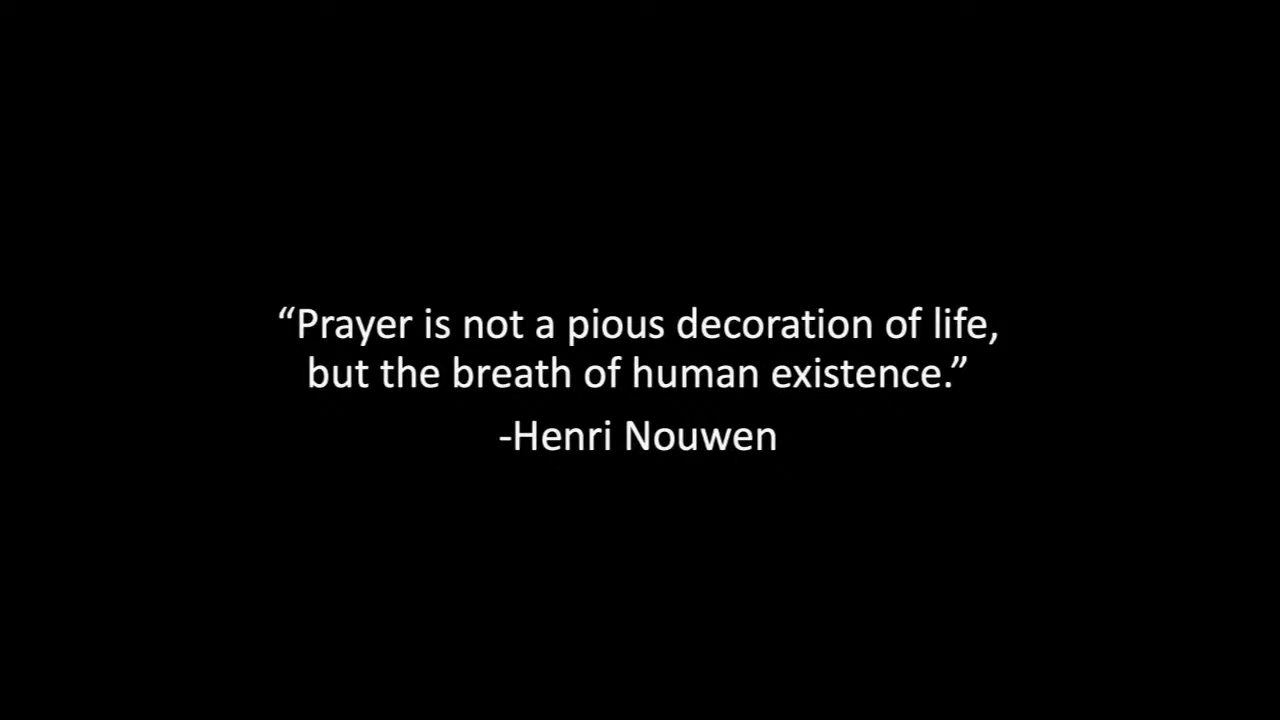 “Prayer is not a pious decoration of life,
but the breath of human existence.”
-Henri Nouwen